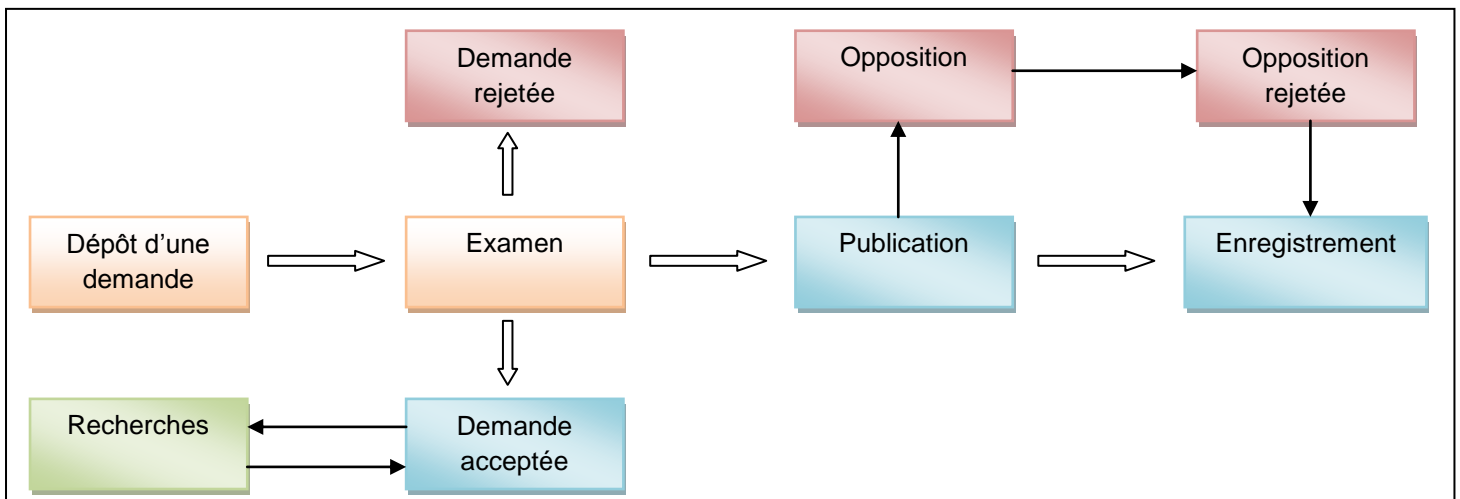 Demande
rejetée
Opposition
Opposition
rejetée
Dépôt d’une
demande
Examen
Publication
Enregistrement
Recherches
Demande
acceptée